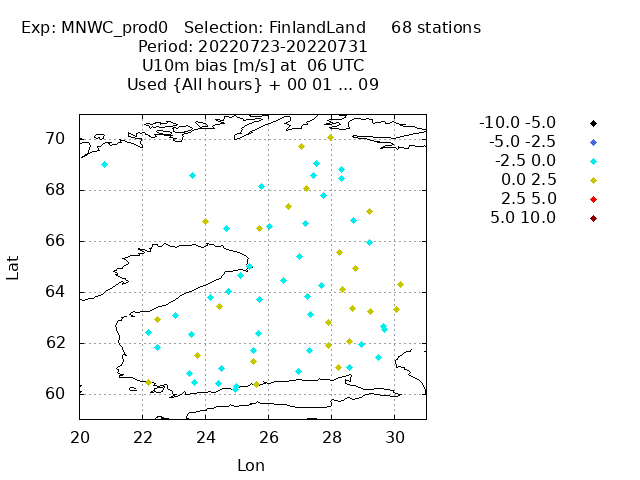 Exp: MNWC_prod0 Selection: FinlandLand 68 stations
Period: 20220723-20220731
U10m bias [m/s] at 06 UTC
Used {All hours} + 00 01 ... 09
-10.0 -5.0
-5.0 -2.5
-2.5 0.0
0.0 2.5
2.5 5.0
5.0 10.0
70
68
66
64
62
60
Lat
20 22 24 26 28 30
Lon